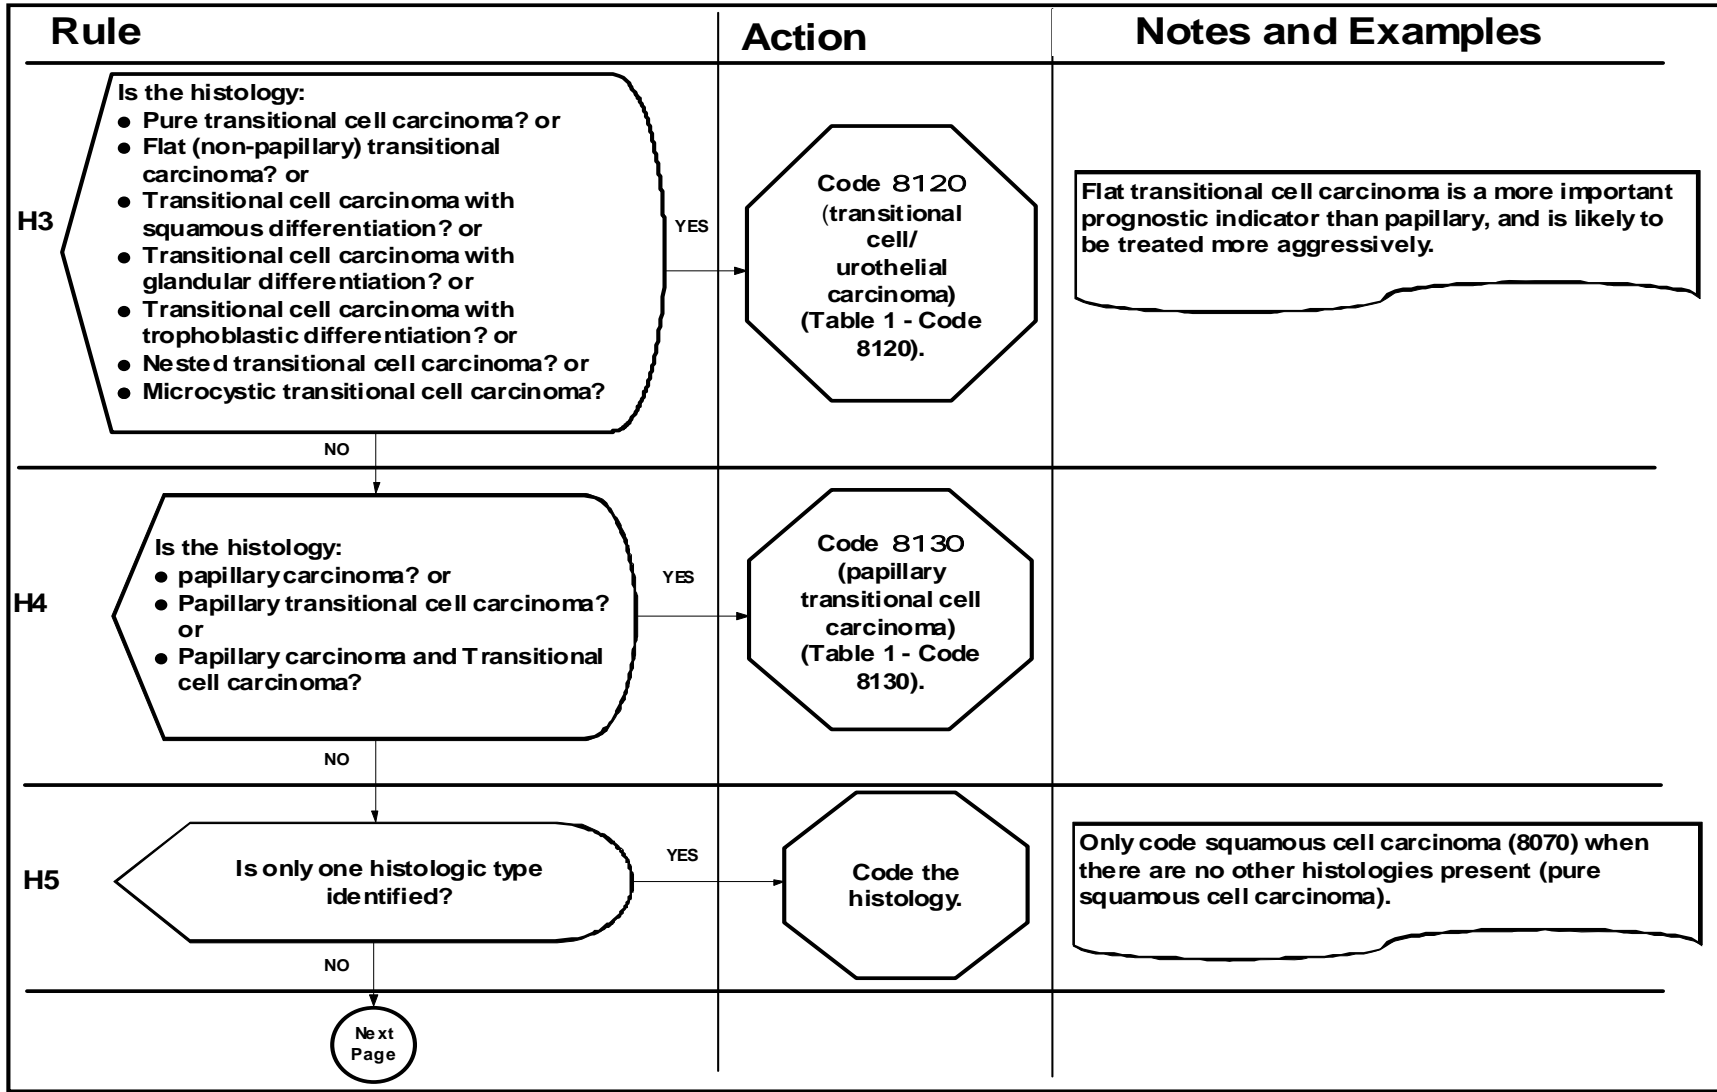 Rule
Action
Notes and Examples
H3
Is the histology:
● Pure transitional cell carcinoma? or
● Flat (non-papillary) transitional
carcinoma? or
● Transitional cell carcinoma with
squamous differentiation? or
● Transitional cell carcinoma with
glandular differentiation? or
● Transitional cell carcinoma with
trophoblastic differentiation? or
● Nested transitional cell carcinoma? or
● Microcystic transitional cell carcinoma?
YES
Code 8120
(transitional
cell/
urothelial
carcinoma)
(Table 1 - Code
8120).
Flat transitional cell carcinoma is a more important
prognostic indicator than papillary, and is likely to
be treated more aggressively.
NO
H4
Is the histology:
● papillary carcinoma? or
● Papillary transitional cell carcinoma?
or
● Papillary carcinoma and Transitional
cell carcinoma?
YES
Code 8130
(papillary
transitional cell
carcinoma)
(Table 1 - Code
8130).
NO
H5
Is only one histologic type
identified?
YES
Code the
histology.
Only code squamous cell carcinoma (8070) when
there are no other histologies present (pure
squamous cell carcinoma).
NO
Next
Page